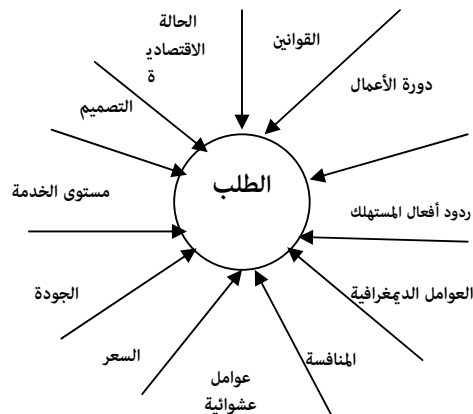 الحالة
الاقتصادي
ة
القوانين
دورة الأعمال
التصميم
الطلب
مستوى الخدمة
ردود أفعال المستهلك
الجودة
العوامل الديمغرافية
السعر
المنافسة
عوامل
عشوائية